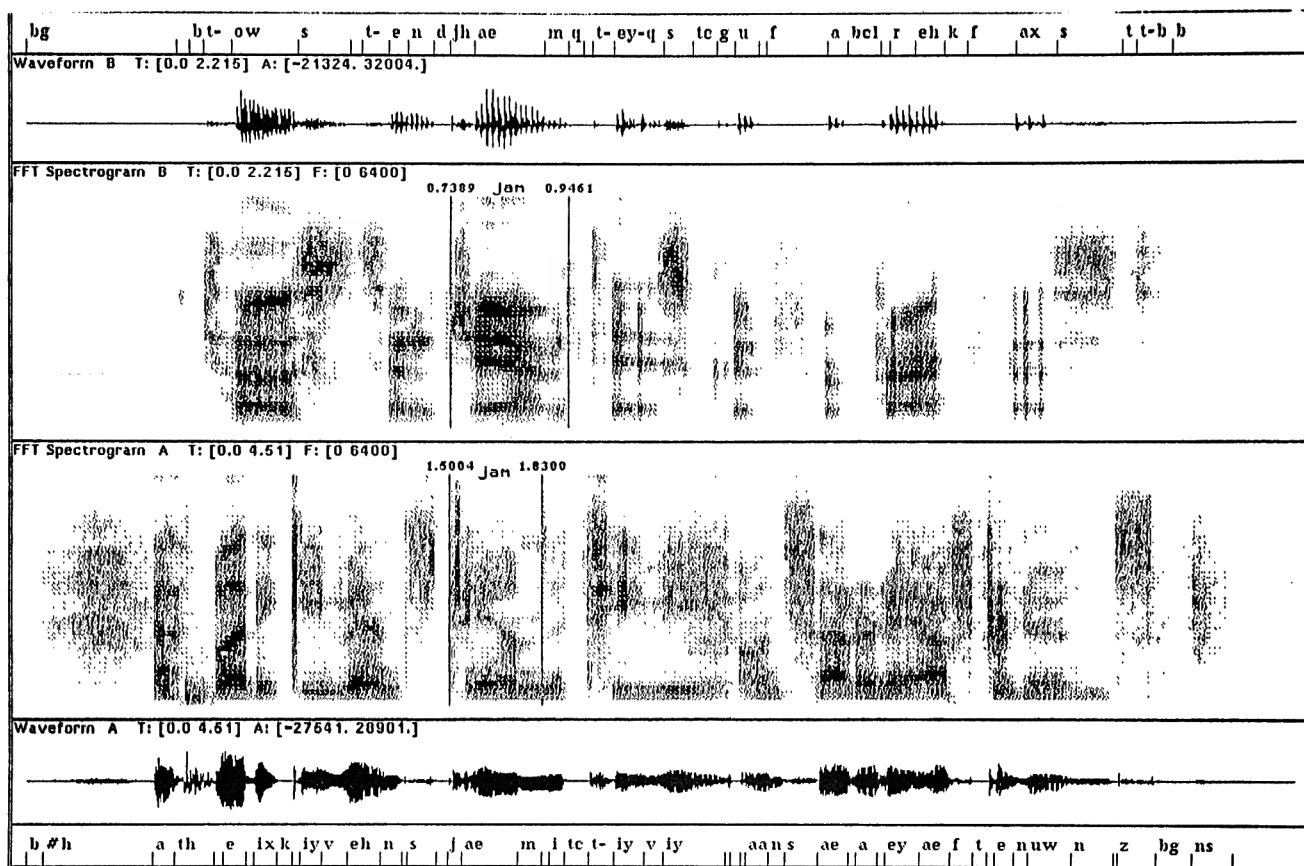 bg b t- ow s t- e n d jh ae m q t- ey-q s tc g u f a bcl r eh k f ax s t t-b b
Waveform B T: [0.0 2.215] A: [-21324. 32004.]
FFT Spectrogram B T: [0.0 2.215] F: [0 6400]
0.7389 Jam 0.9461
FFT Spectrogram A T: [0.0 4.51] F: [0 6400]
1.5004 jam 1.8300
Waveform A T: [0.0 4.51] A: [-27641. 28901.]
b #h a th e ix k iy v eh n s j ae m i tc t- iy v iy aa n s ae a ey ae f t e n uw n z bg ns